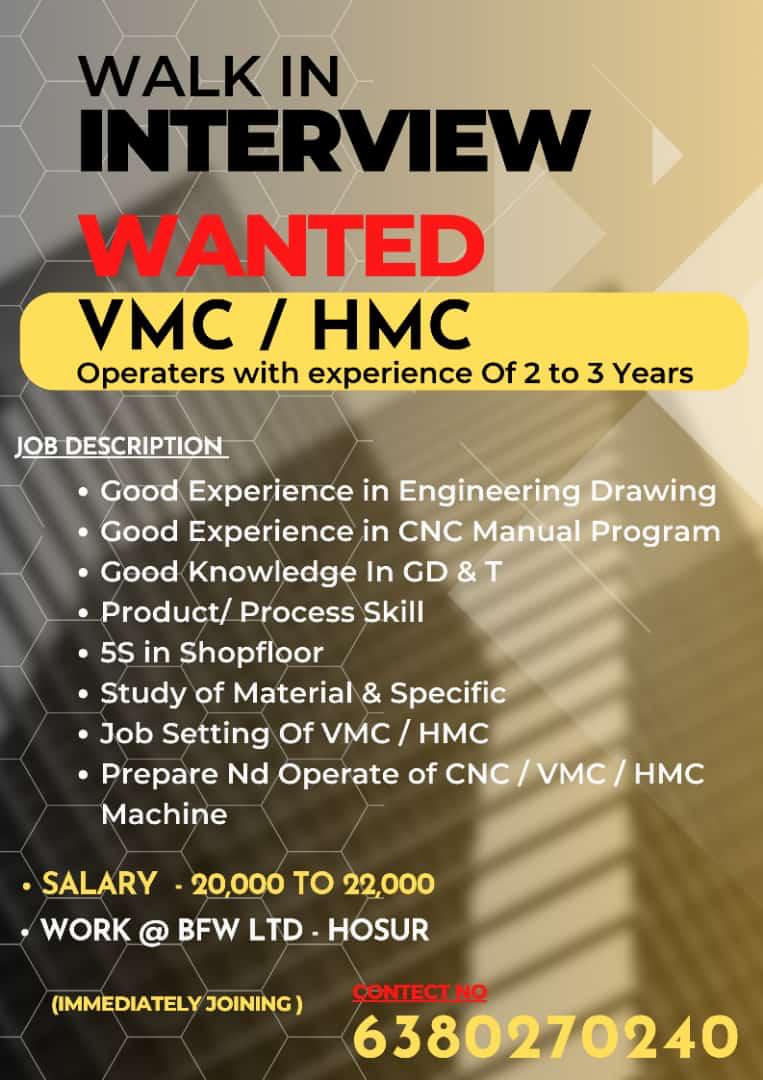 WALK IN
INTERVIEW
WANTED
VMC / HMC
Operaters with experience Of 2 to 3 Years
JOB DESCRIPTION
• Good Experience in Engineering Drawing
• Good Experience in CNC Manual Program
• Good Knowledge In GD & T
• Product/ Process Skill
• 5S in Shopfloor
• Study of Material & Specific
• Job Setting Of VMC / HMC
• Prepare Nd Operate of CNC / VMC / HMC
Machine
• SALARY - 20,000 TO 22,000
• WORK @ BFW LTD - HOSUR
(IMMEDIATELY JOINING )
CONTECT NO
6380270240